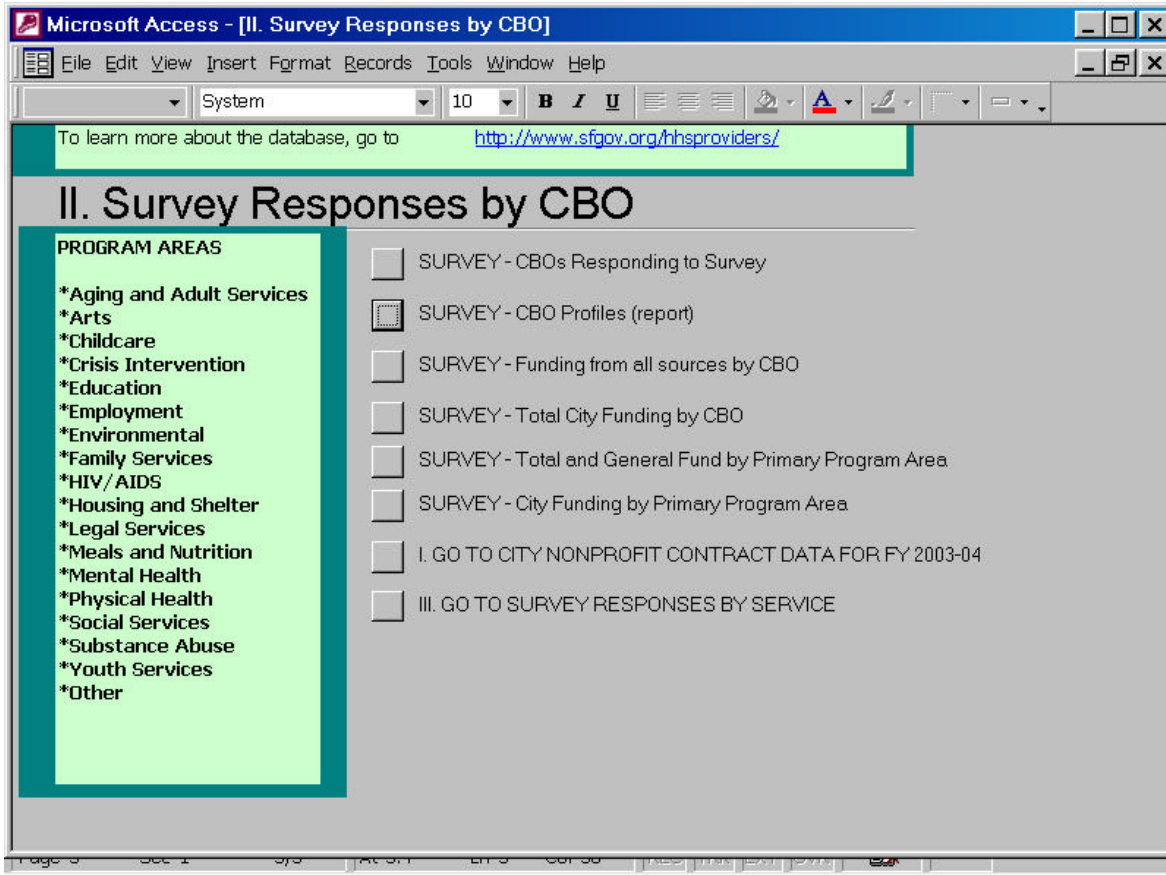 Microsoft Access - [II. Survey Responses by CBO]
File Edit View Insert Format Records Tools Window Help
System 10 B I U A
To learn more about the database, go to http://www.sfgov.org/hhsproviders/
II. Survey Responses by CBO
PROGRAM AREAS
*Aging and Adult Services
*Arts
*Childcare
*Crisis Intervention
*Education
*Employment
*Environmental
*Family Services
*HIV/AIDS
*Housing and Shelter
*Legal Services
*Meals and Nutrition
*Mental Health
*Physical Health
*Social Services
*Substance Abuse
*Youth Services
*Other
SURVEY - CBOs Responding to Survey
SURVEY - CBO Profiles (report)
SURVEY - Funding from all sources by CBO
SURVEY - Total City Funding by CBO
SURVEY - Total and General Fund by Primary Program Area
SURVEY - City Funding by Primary Program Area
I. GO TO CITY NONPROFIT CONTRACT DATA FOR FY 2003-04
III. GO TO SURVEY RESPONSES BY SERVICE